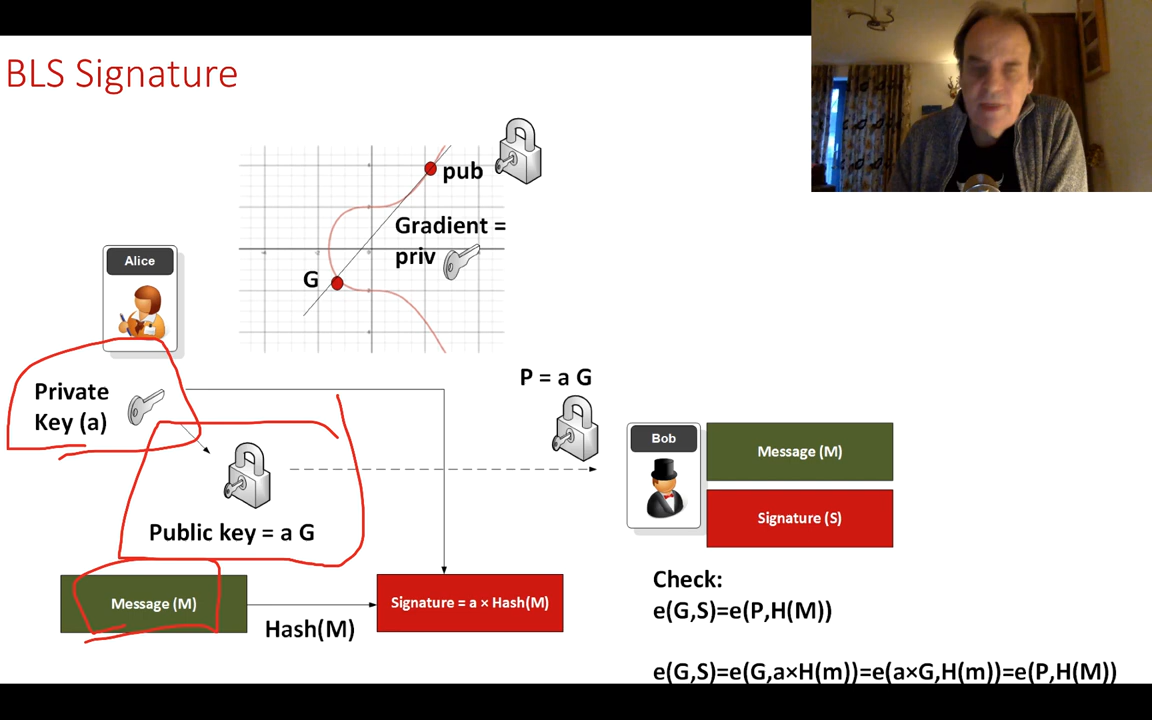 BLS Signature
pub
Gradient =
priv
G
Alice
Private
Key (a)
P = a G
Bob
Message (M)
Signature (S)
Public key = a G
Message (M)
Hash(M)
Signature = a × Hash(M)
Check:
e(G,S)=e(P,H(M))
e(G,S)=e(G,a×H(m))=e(a×G,H(m))=e(P,H(M))